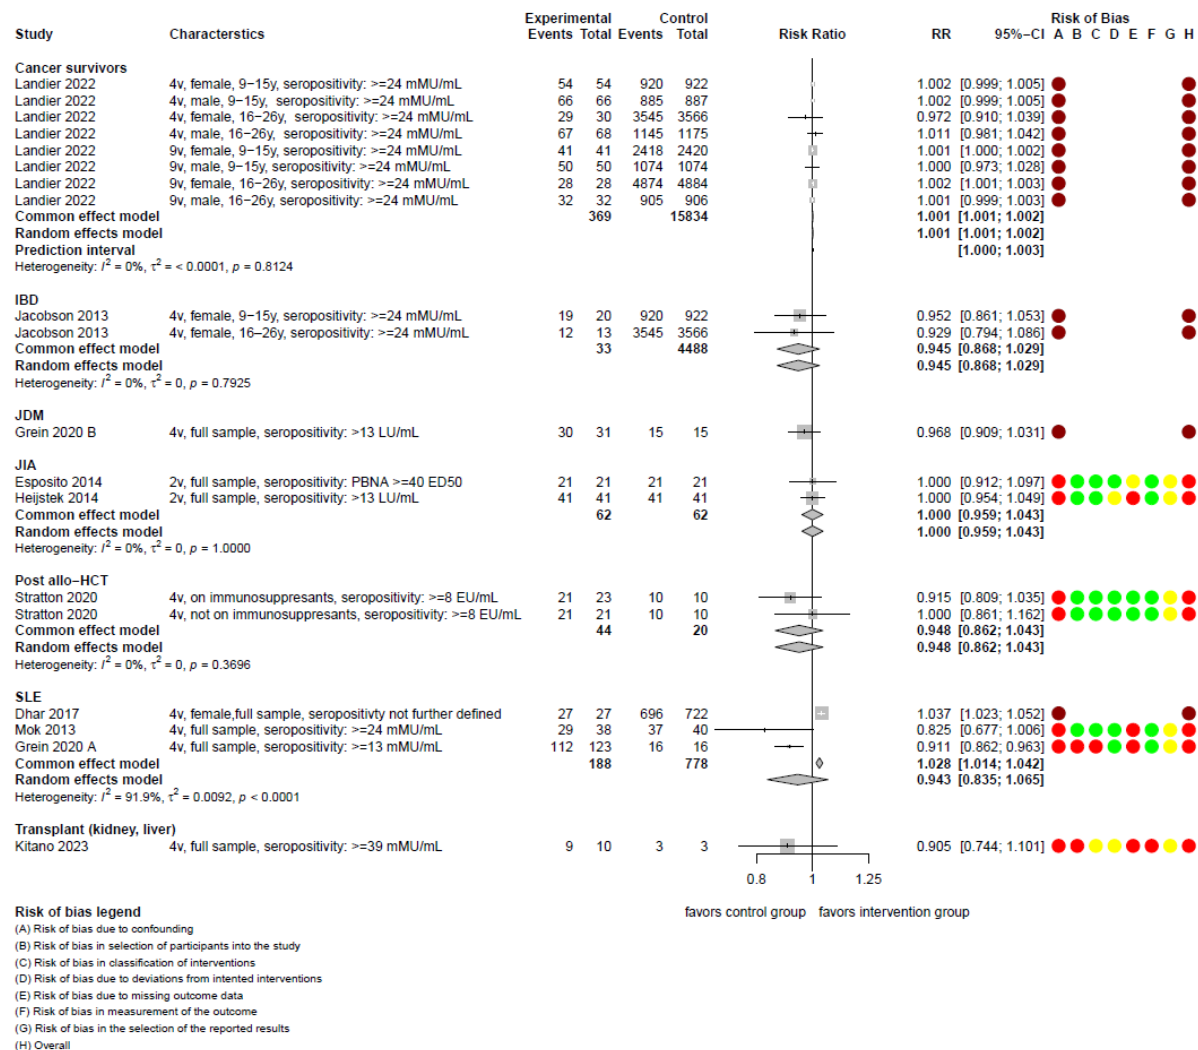 Experimental Control Risk of Bias
Study Characterstics Events Total Events Total Risk Ratio RR 95%−CI A B C D E F G H
Cancer survivors
Landier 2022 4v, female, 9−15y, seropositivity: >=24 mMU/mL 54 54 920 922 1.002 [0.999; 1.005]
Landier 2022 4v, male, 9−15y, seropositivity: >=24 mMU/mL 66 66 885 887 1.002 [0.999; 1.005]
Landier 2022 4v, female, 16−26y, seropositivity: >=24 mMU/mL 29 30 3545 3566 0.972 [0.910; 1.039]
Landier 2022 4v, male, 16−26y, seropositivity: >=24 mMU/mL 67 68 1145 1175 1.011 [0.981; 1.042]
Landier 2022 9v, female, 9−15y, seropositivity: >=24 mMU/mL 41 41 2418 2420 1.001 [1.000; 1.002]
Landier 2022 9v, male, 9−15y, seropositivity: >=24 mMU/mL 50 50 1074 1074 1.000 [0.973; 1.028]
Landier 2022 9v, female, 16−26y, seropositivity: >=24 mMU/mL 28 28 4874 4884 1.002 [1.001; 1.003]
Landier 2022 9v, male, 16−26y, seropositivity: >=24 mMU/mL 32 32 905 906 1.001 [0.999; 1.003]
Common effect model 369 15834 1.001 [1.001; 1.002]
Random effects model 1.001 [1.001; 1.002]
Prediction interval [1.000; 1.003]
Heterogeneity: I² = 0%, τ² = < 0.0001, p = 0.8124
IBD
Jacobson 2013 4v, female, 9−15y, seropositivity: >=24 mMU/mL 19 20 920 922 0.952 [0.861; 1.053]
Jacobson 2013 4v, female, 16−26y, seropositivity: >=24 mMU/mL 12 13 3545 3566 0.929 [0.794; 1.086]
Common effect model 33 4488 0.945 [0.868; 1.029]
Random effects model 0.945 [0.868; 1.029]
Heterogeneity: I² = 0%, τ² = 0, p = 0.7925
JDM
Grein 2020 B 4v, full sample, seropositivity: >13 LU/mL 30 31 15 15 0.968 [0.909; 1.031]
JIA
Esposito 2014 2v, full sample, seropositivity: PBNA >=40 ED50 21 21 21 21 1.000 [0.912; 1.097]
Heijstek 2014 2v, full sample, seropositivity: >13 LU/mL 41 41 41 41 1.000 [0.954; 1.049]
Common effect model 62 62 1.000 [0.959; 1.043]
Random effects model 1.000 [0.959; 1.043]
Heterogeneity: I² = 0%, τ² = 0, p = 1.0000
Post allo−HCT
Stratton 2020 4v, on immunosuppresants, seropositivity: >=8 EU/mL 21 23 10 10 0.915 [0.809; 1.035]
Stratton 2020 4v, not on immunosuppresants, seropositivity: >=8 EU/mL 21 21 10 10 1.000 [0.861; 1.162]
Common effect model 44 20 0.948 [0.862; 1.043]
Random effects model 0.948 [0.862; 1.043]
Heterogeneity: I² = 0%, τ² = 0, p = 0.3696
SLE
Dhar 2017 4v, female,full sample, seropositivty not further defined 27 27 696 722 1.037 [1.023; 1.052]
Mok 2013 4v, full sample, seropositivity: >=24 mMU/mL 29 38 37 40 0.825 [0.677; 1.006]
Grein 2020 A 4v, full sample, seropositivity: >=13 mMU/mL 112 123 16 16 0.911 [0.862; 0.963]
Common effect model 188 778 1.028 [1.014; 1.042]
Random effects model 0.943 [0.835; 1.065]
Heterogeneity: I² = 91.9%, τ² = 0.0092, p < 0.0001
Transplant (kidney, liver)
Kitano 2023 4v, full sample, seropositivity: >=39 mMU/mL 9 10 3 3 0.905 [0.744; 1.101]
0.8 1 1.25
favors control group favors intervention group
Risk of bias legend
(A) Risk of bias due to confounding
(B) Risk of bias in selection of participants into the study
(C) Risk of bias in classification of interventions
(D) Risk of bias due to deviations from intented interventions
(E) Risk of bias due to missing outcome data
(F) Risk of bias in measurement of the outcome
(G) Risk of bias in the selection of the reported results
(H) Overall